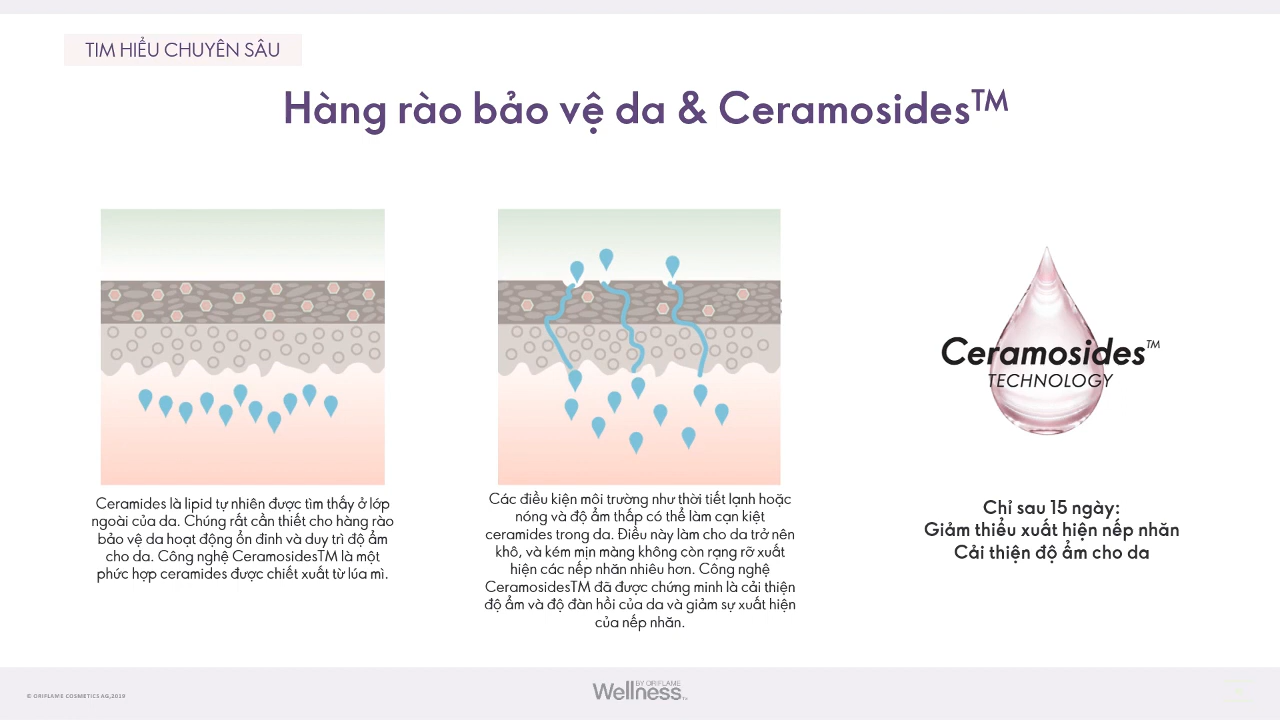 TIM HIỂU CHUYÊN SÂU
Hàng rào bảo vệ da & Ceramosides™
Ceramosides™
TECHNOLOGY
Ceramides là lipid tự nhiên được tìm thấy ở lớp
ngoài của da. Chúng rất cần thiết cho hàng rào
bảo vệ da hoạt động ổn đinh và duy trì độ ẩm
cho da. Công nghệ CeramosidesTM là một
phức hợp ceramides được chiết xuất từ lúa mì.
Các điều kiện môi trường như thời tiết lạnh hoặc
nóng và độ ẩm thấp có thể làm cạn kiệt
ceramides trong da. Điều này làm cho da trở nên
khô, và kém mịn màng không còn rạng rỡ xuất
hiện các nếp nhăn nhiều hơn. Công nghệ
CeramosidesTM đã được chứng minh là cải thiện
độ ẩm và độ đàn hồi của da và giảm sự xuất hiện
của nếp nhăn.
Chỉ sau 15 ngày:
Giảm thiểu xuất hiện nếp nhăn
Cải thiện độ ẩm cho da
© ORIFLAME COSMETICS AG,2019
BY ORIFLAME
Wellness™